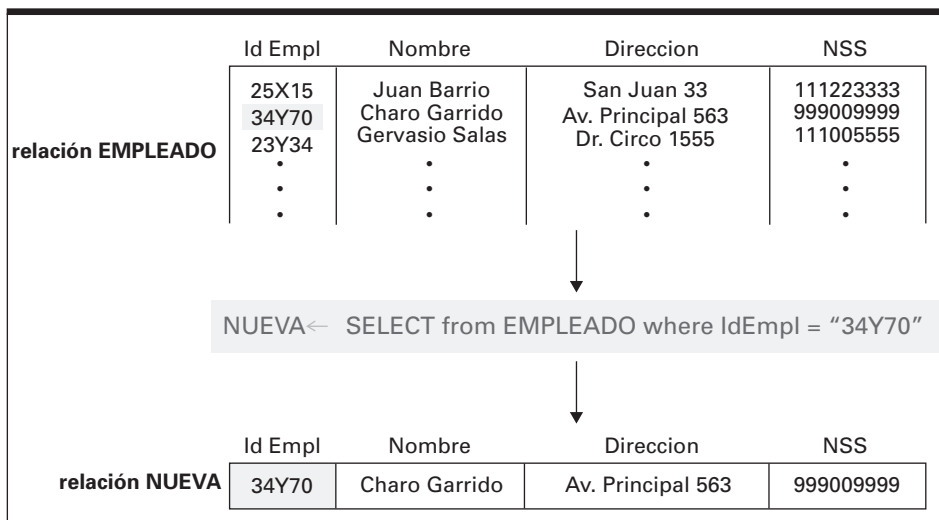 Id Empl Nombre Direccion NSS
25X15 Juan Barrio San Juan 33 111223333
34Y70 Charo Garrido Av. Principal 563 999009999
23Y34 Gervasio Salas Dr. Circo 1555 111005555
relación EMPLEADO
• • • •
• • • •
• • • •
NUEVA← SELECT from EMPLEADO where IdEmpl = “34Y70”
Id Empl Nombre Direccion NSS
relación NUEVA 34Y70 Charo Garrido Av. Principal 563 999009999